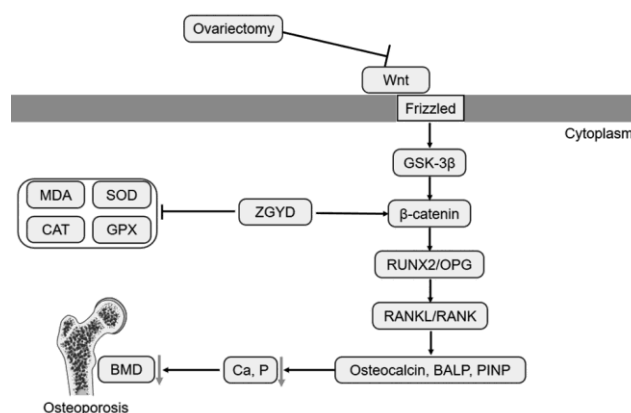 Ovariectomy
Wnt
Frizzled
Cytoplasm
GSK-3β
MDA SOD
ZGYD
β-catenin
CAT GPX
RUNX2/OPG
RANKL/RANK
BMD
Ca, P
Osteocalcin, BALP, PINP
Osteoporosis